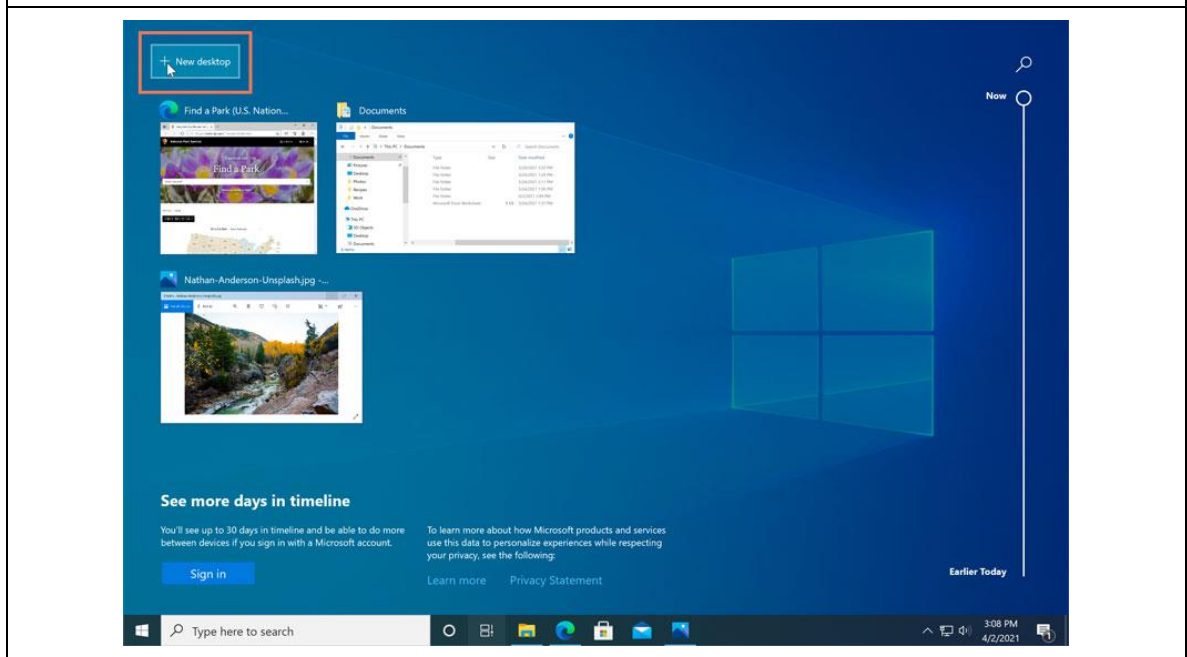 + New desktop
Now
Find a Park (U.S. Nation...
Documents
Find a Park
Nathan-Anderson-Unsplash.jpg -...
See more days in timeline
You'll see up to 30 days in timeline and be able to do more
between devices if you sign in with a Microsoft account.
To learn more about how Microsoft products and services
use this data to personalize experiences while respecting
your privacy, see the following:
Sign in
Learn more Privacy Statement
Earlier Today
Type here to search
3:08 PM
4/2/2021